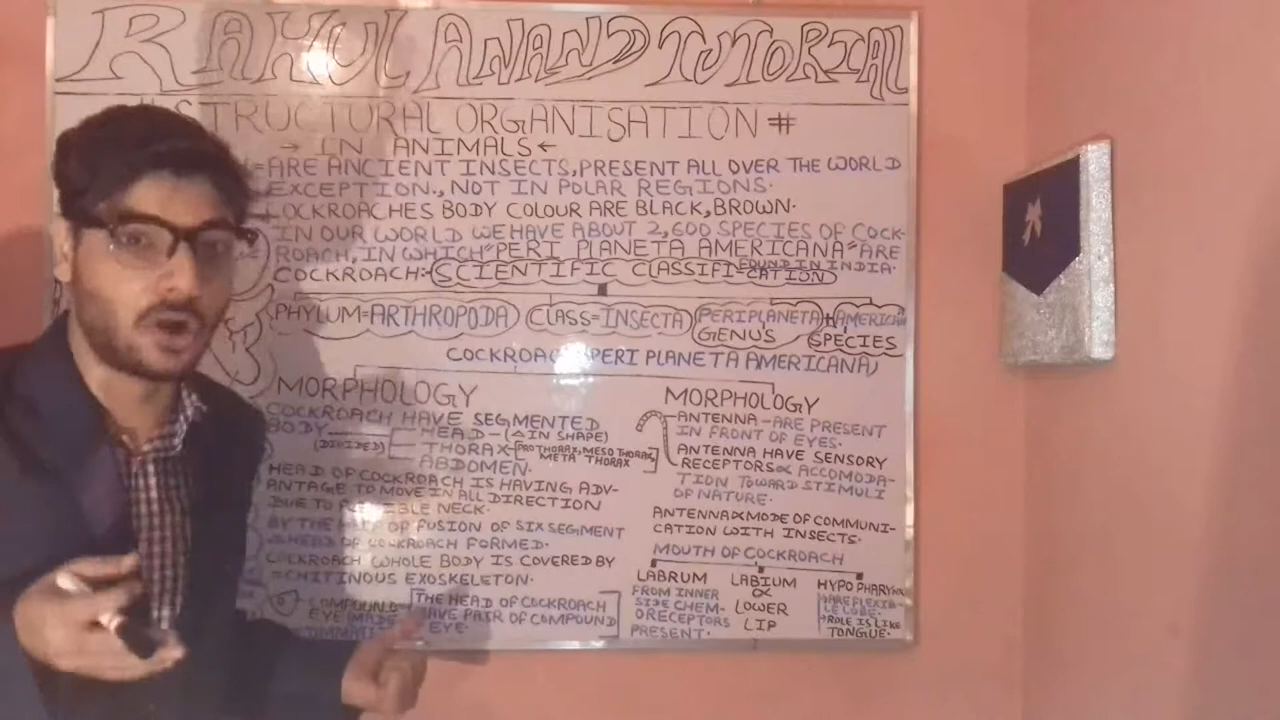 RAHUL ANAND TUTORIAL
STRUCTURAL ORGANISATION #
→ IN ANIMALS ←
= ARE ANCIENT INSECTS, PRESENT ALL OVER THE WORLD
EXCEPTION., NOT IN POLAR REGIONS.
COCKROACHES BODY COLOUR ARE BLACK, BROWN.
IN OUR WORLD WE HAVE ABOUT 2,600 SPECIES OF COCK-
ROACH, IN WHICH "PERI PLANETA AMERICANA" ARE
FOUND IN INDIA.
COCKROACH:- SCIENTIFIC CLASSIFI-CATION
PHYLUM=ARTHROPODA CLASS=INSECTA PERIPLANETA + AMERICAN
GENUS SPECIES
COCKROACH (PERI PLANETA AMERICANA)
MORPHOLOGY
COCKROACH HAVE SEGMENTED
BODY HEAD-(△IN SHAPE)
(DIVIDED) THORAX-[PROTHORAX, MESO THORAX,
META THORAX]
ABDOMEN.
HEAD OF COCKROACH IS HAVING ADV-
ANTAGE TO MOVE IN ALL DIRECTION
DUE TO FLEXIBLE NECK.
BY THE HELP OF FUSION OF SIX SEGMENT
HEAD OF COCKROACH FORMED.
COCKROACH WHOLE BODY IS COVERED BY
=CHITINOUS EXOSKELETON.
COMPOUND
EYE (MADE
THE HEAD OF COCKROACH
HAVE PAIR OF COMPOUND
EYE.
MORPHOLOGY
ANTENNA-ARE PRESENT
IN FRONT OF EYES.
ANTENNA HAVE SENSORY
RECEPTORS ∝ ACCOMODA-
TION TOWARD STIMULI
OF NATURE.
ANTENNA ∝ MODE OF COMMUNI-
CATION WITH INSECTS.
MOUTH OF COCKROACH
LABRUM
FROM INNER
SIDE CHEM-
ORECEPTORS
PRESENT.
LABIUM
∝
LOWER
LIP
HYPO PHARYNX
ARE FLEXIB-
LE LOBE.
ROLE IS LIKE
TONGUE.